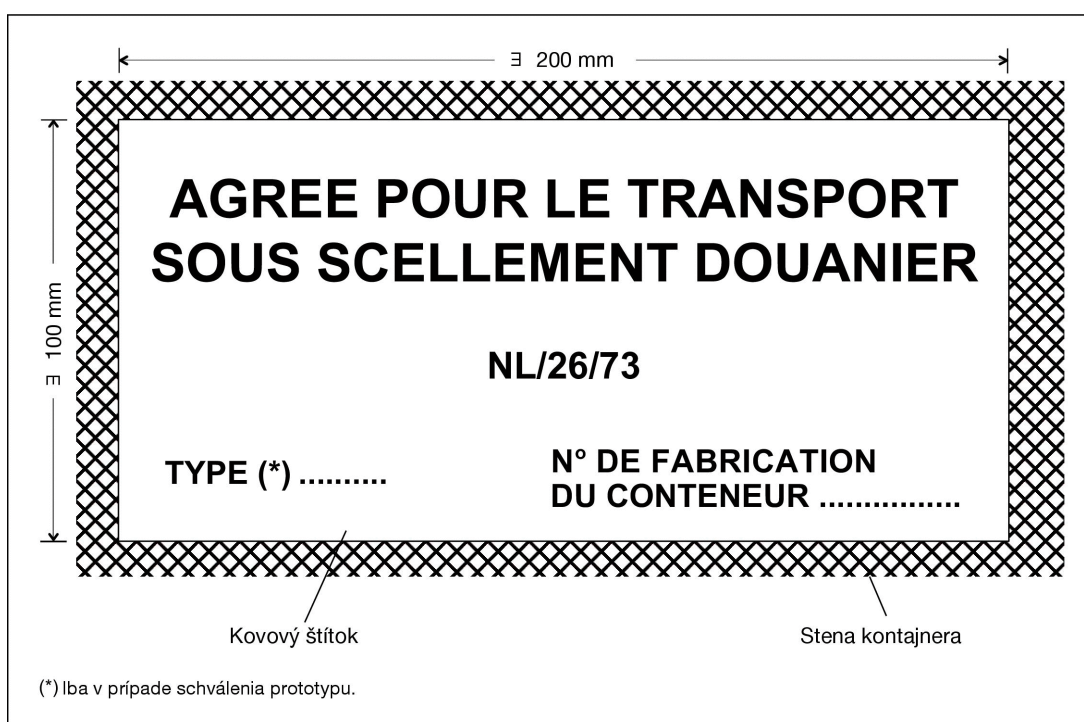 ∃ 200 mm
∃ 100 mm
AGREE POUR LE TRANSPORT
SOUS SCELLEMENT DOUANIER
NL/26/73
TYPE (*) ..........
N° DE FABRICATION
DU CONTENEUR ................
Kovový štítok
Stena kontajnera
(*) Iba v prípade schválenia prototypu.